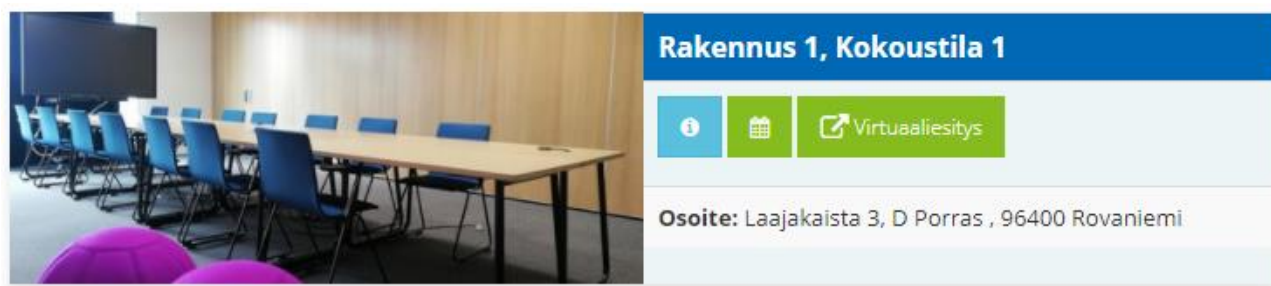 Rakennus 1, Kokoustila 1
Virtuaaliesitys
Osoite: Laajakaista 3, D Porras , 96400 Rovaniemi